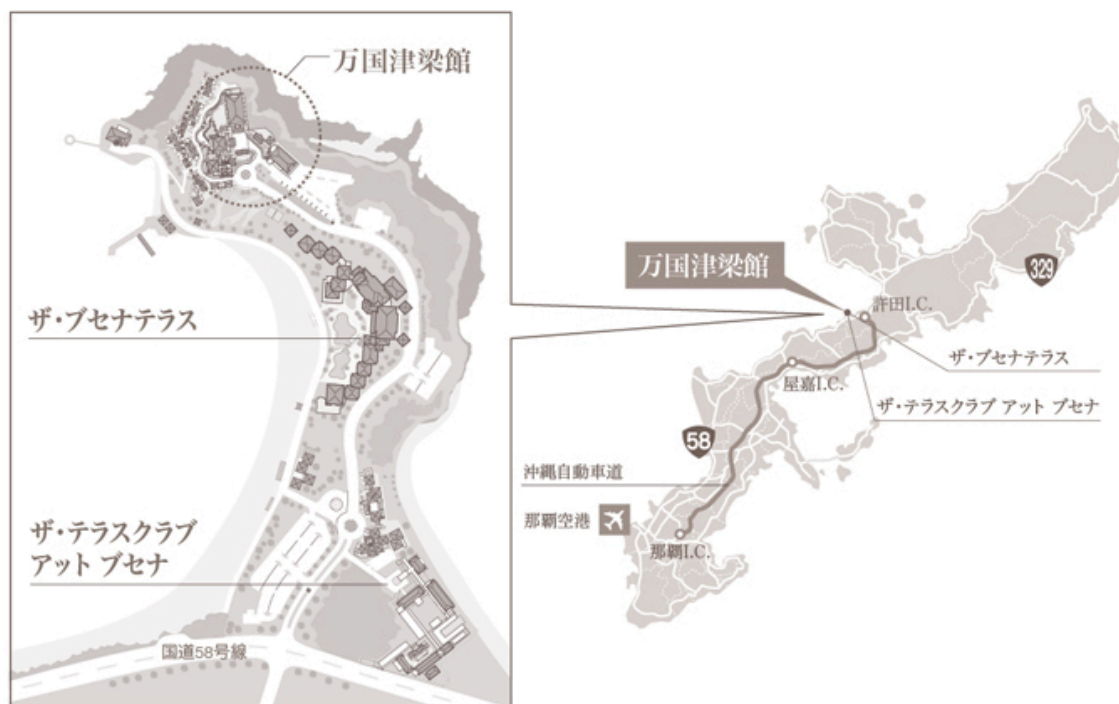 万国津梁館
ザ・ブセナテラス
ザ・テラスクラブ
アット ブセナ
国道58号線
万国津梁館
329
許田I.C.
ザ・ブセナテラス
屋嘉I.C.
ザ・テラスクラブ アット ブセナ
58
沖縄自動車道
那覇空港
那覇I.C.